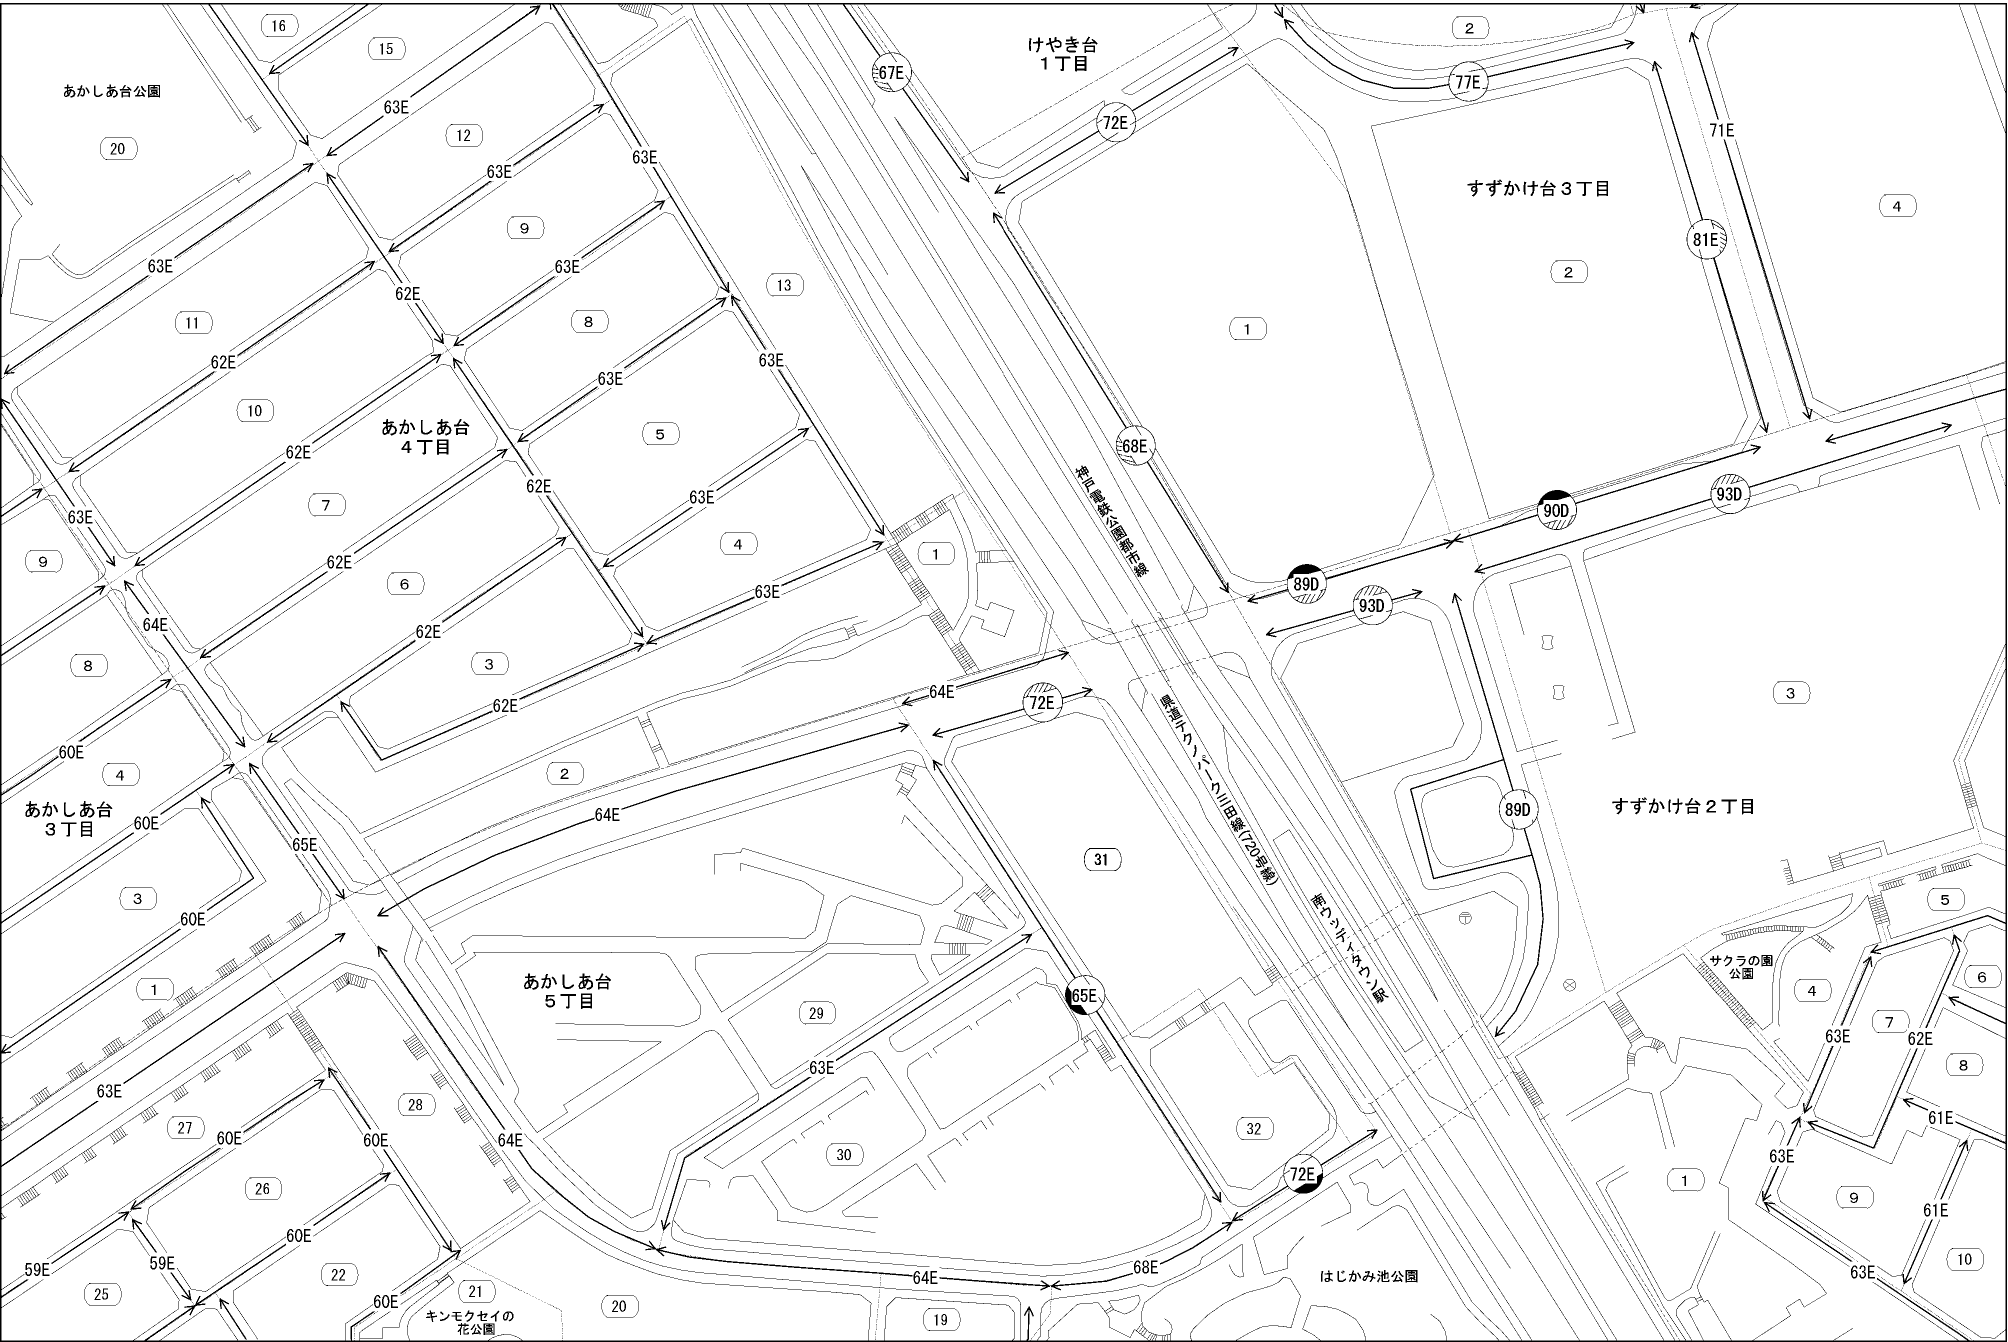 16
15
あかしあ台公園
20
63E
12
63E
63E
9
63E
62E
63E
11
8
62E
63E
10
あかしあ台
4丁目
62E
5
63E
13
63E
62E
7
63E
63E
9
62E
6
4
1
63E
64E
62E
8
3
62E
64E
72E
60E
4
2
あかしあ台
3丁目
60E
65E
64E
3
60E
1
63E
67E
けやき台
1丁目
72E
2
77E
71E
すずかけ台3丁目
4
81E
2
1
68E
神戸電鉄公園都市線
90D
93D
89D
93D
3
県道テクノパーク三田線(720号線)
89D
すずかけ台2丁目
31
南ウッディタウン駅
あかしあ台
5丁目
65E
29
63E
28
27
60E
60E
64E
30
32
72E
26
60E
59E
59E
25
22
60E
21
キンモクセイの
花公園
20
64E
68E
19
はじかみ池公園
〒
5
サクラの園
公園
4
6
7
63E
62E
8
61E
63E
1
9
61E
10
63E